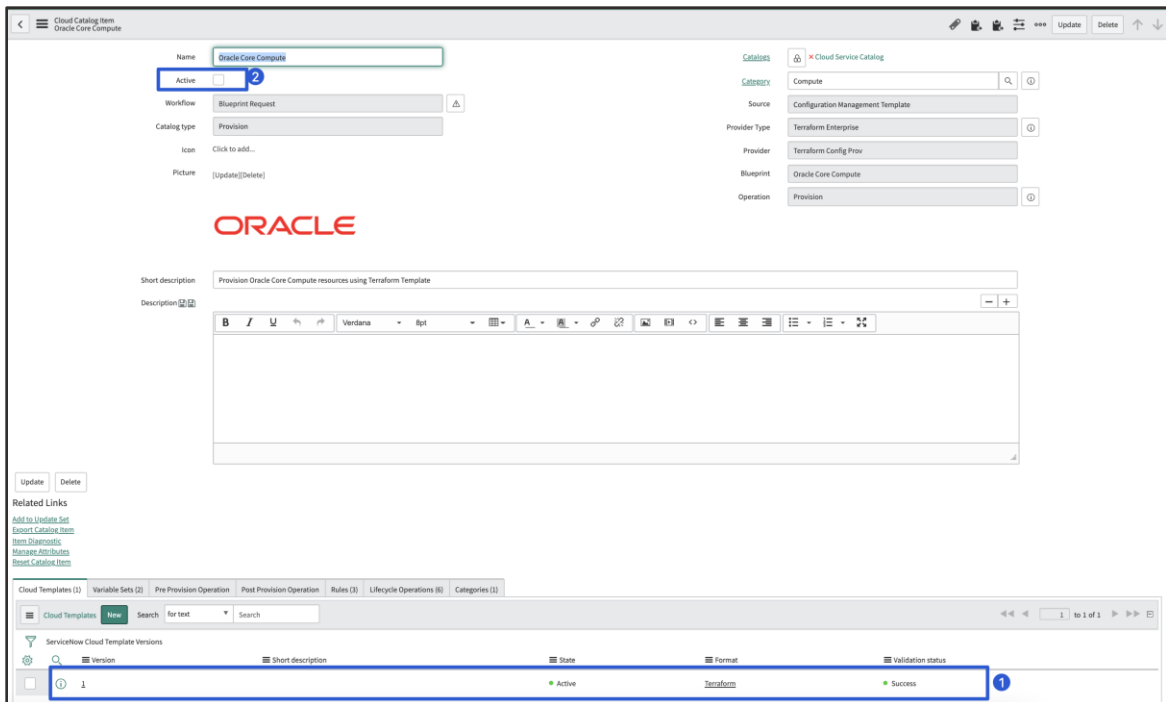 Cloud Catalog Item
Oracle Core Compute
Update
Delete
Name
Oracle Core Compute
Active
2
Workflow
Blueprint Request
Catalog type
Provision
Icon
Click to add...
Picture
[Update][Delete]
Catalogs
Cloud Service Catalog
Category
Compute
Source
Configuration Management Template
Provider Type
Terraform Enterprise
Provider
Terraform Config Prov
Blueprint
Oracle Core Compute
Operation
Provision
ORACLE
Short description
Provision Oracle Core Compute resources using Terraform Template
Description
B I U Verdana 8pt A A
Update Delete
Related Links
Add to Update Set
Export Catalog Item
Item Diagnostic
Manage Attributes
Reset Catalog Item
Cloud Templates (1) Variable Sets (2) Pre Provision Operation Post Provision Operation Rules (3) Lifecycle Operations (6) Categories (1)
Cloud Templates New Search for text Search 1 to 1 of 1
ServiceNow Cloud Template Versions
Version Short description State Format Validation status
1 Active Terraform Success
1